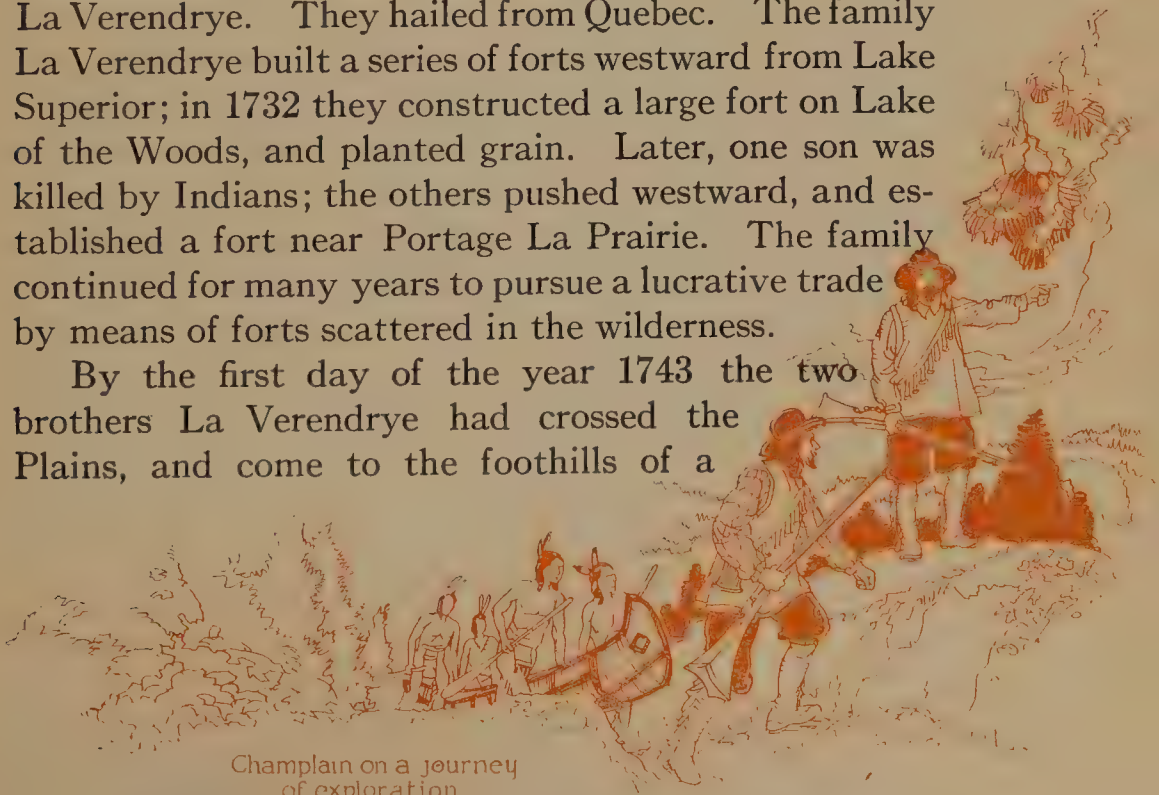 La Verendrye. They hailed from Quebec. The family
La Verendrye built a series of forts westward from Lake
Superior; in 1732 they constructed a large fort on Lake
of the Woods, and planted grain. Later, one son was
killed by Indians; the others pushed westward, and es-
tablished a fort near Portage La Prairie. The family
continued for many years to pursue a lucrative trade
by means of forts scattered in the wilderness.
By the first day of the year 1743 the two
brothers La Verendrye had crossed the
Plains, and come to the foothills of a
Champlain on a journey
of exploration